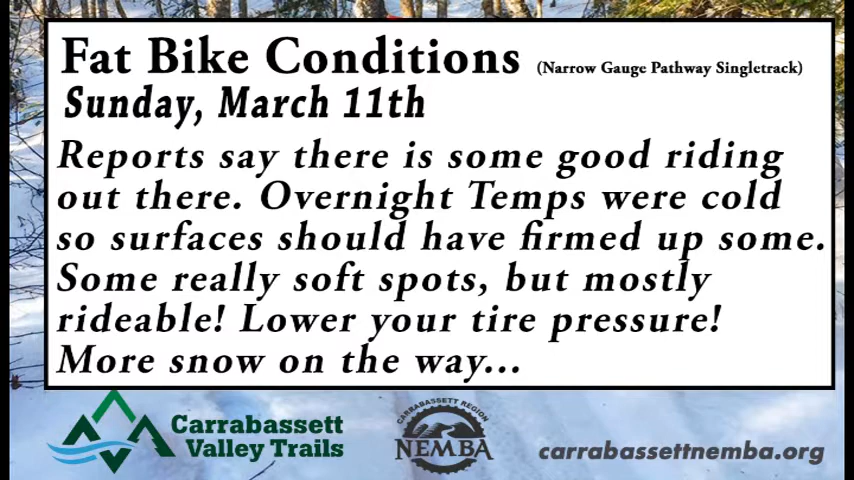 Fat Bike Conditions (Narrow Gauge Pathway Singletrack)
Sunday, March 11th
Reports say there is some good riding
out there. Overnight Temps were cold
so surfaces should have firmed up some.
Some really soft spots, but mostly
rideable! Lower your tire pressure!
More snow on the way...
Carrabassett
Valley Trails
CARRABASSETT REGION
NEMBA
carrabassettnemba.org